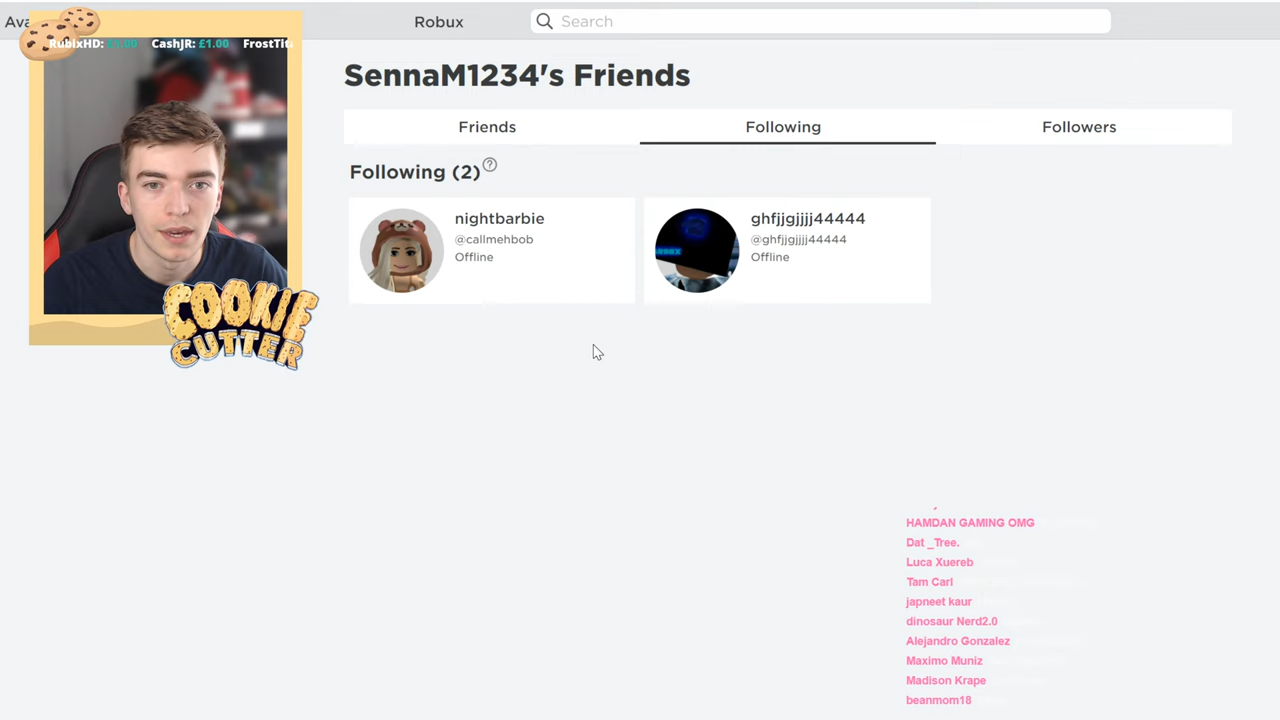 Robux
Search
RubixHD: £1.00 CashJR: £1.00
SennaM1234's Friends
Friends
Following
Followers
Following (2)
?
nightbarbie
@callmehbob
Offline
ghfjjgjjjj44444
@ghfjjgjjjj44444
Offline
COOKIE
CUTTER
HAMDAN GAMING OMG
Dat _Tree.
Luca Xuereb
Tam Carl
japneet kaur
dinosaur Nerd2.0
Alejandro Gonzalez
Maximo Muniz
Madison Krape
beanmom18